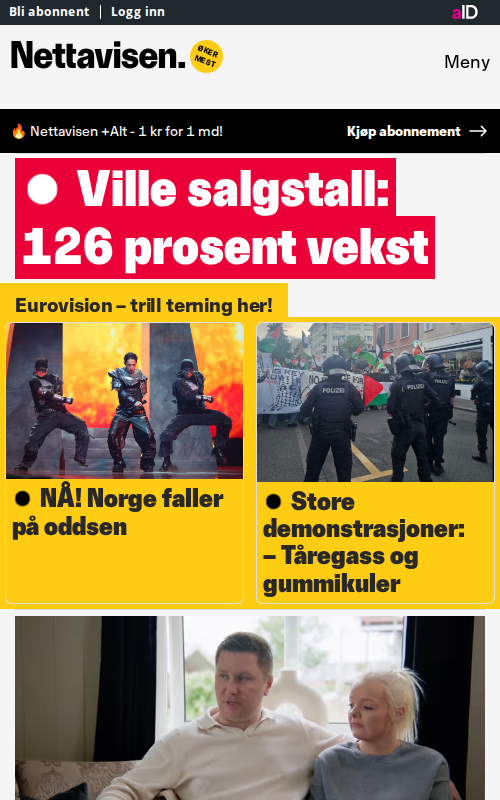 Bli abonnent | Logg inn
aID
Nettavisen.
ØKER
MEST
Meny
🔥 Nettavisen +Alt - 1 kr for 1 md!
Kjøp abonnement →
Ville salgstall:
126 prosent vekst
Eurovision – trill terning her!
POLIZEI
POLIZEI
NÅ! Norge faller
på oddsen
Store
demonstrasjoner:
– Tåregass og
gummikuler